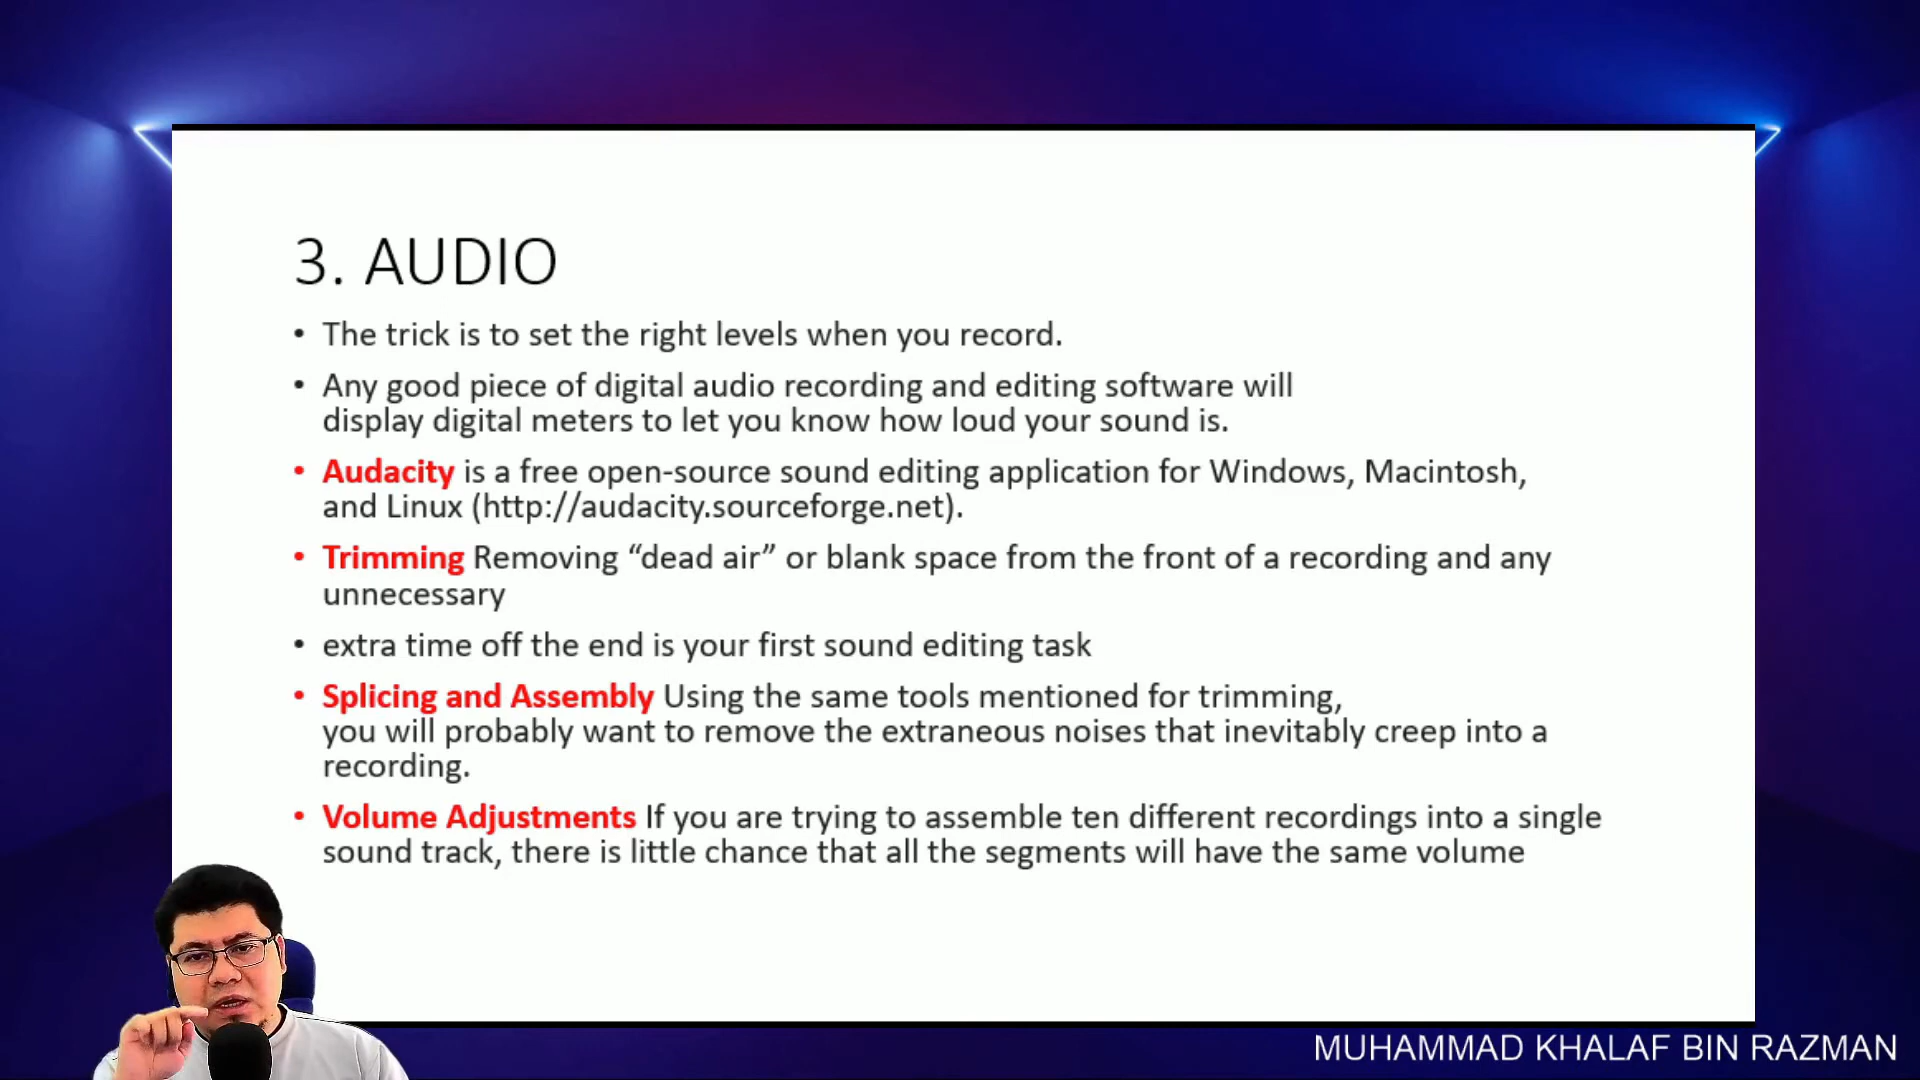 3. AUDIO
• The trick is to set the right levels when you record.
• Any good piece of digital audio recording and editing software will
display digital meters to let you know how loud your sound is.
• Audacity is a free open-source sound editing application for Windows, Macintosh,
and Linux (http://audacity.sourceforge.net).
• Trimming Removing “dead air” or blank space from the front of a recording and any
unnecessary
• extra time off the end is your first sound editing task
• Splicing and Assembly Using the same tools mentioned for trimming,
you will probably want to remove the extraneous noises that inevitably creep into a
recording.
• Volume Adjustments If you are trying to assemble ten different recordings into a single
sound track, there is little chance that all the segments will have the same volume
MUHAMMAD KHALAF BIN RAZMAN